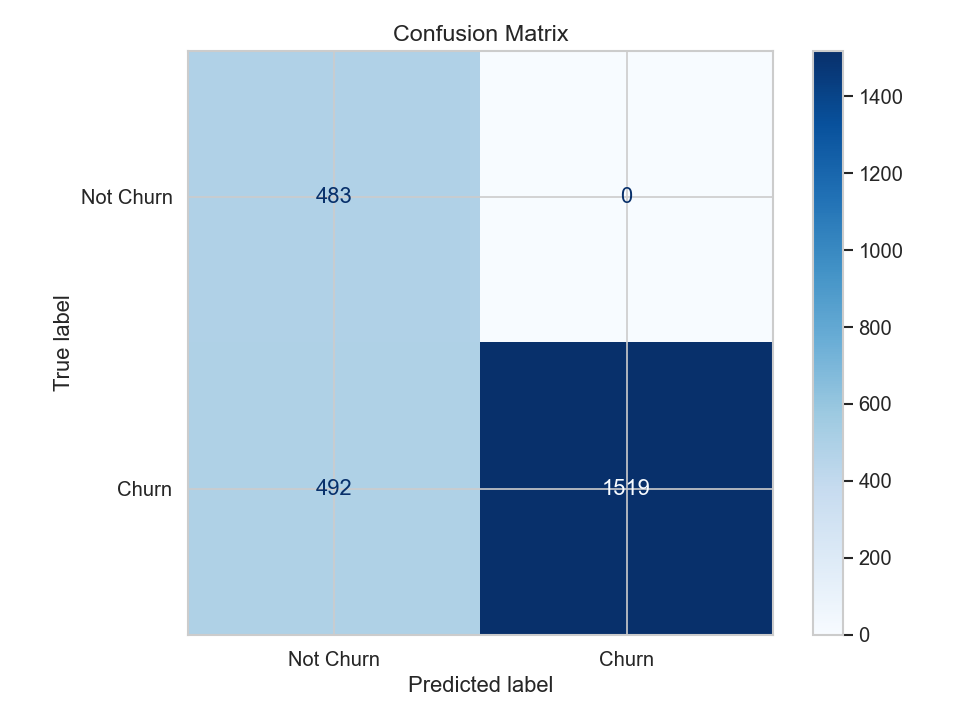 Confusion Matrix
Not Churn
483
0
Churn
492
1519
Not Churn
Churn
Predicted label
True label
1400
1200
1000
800
600
400
200
0